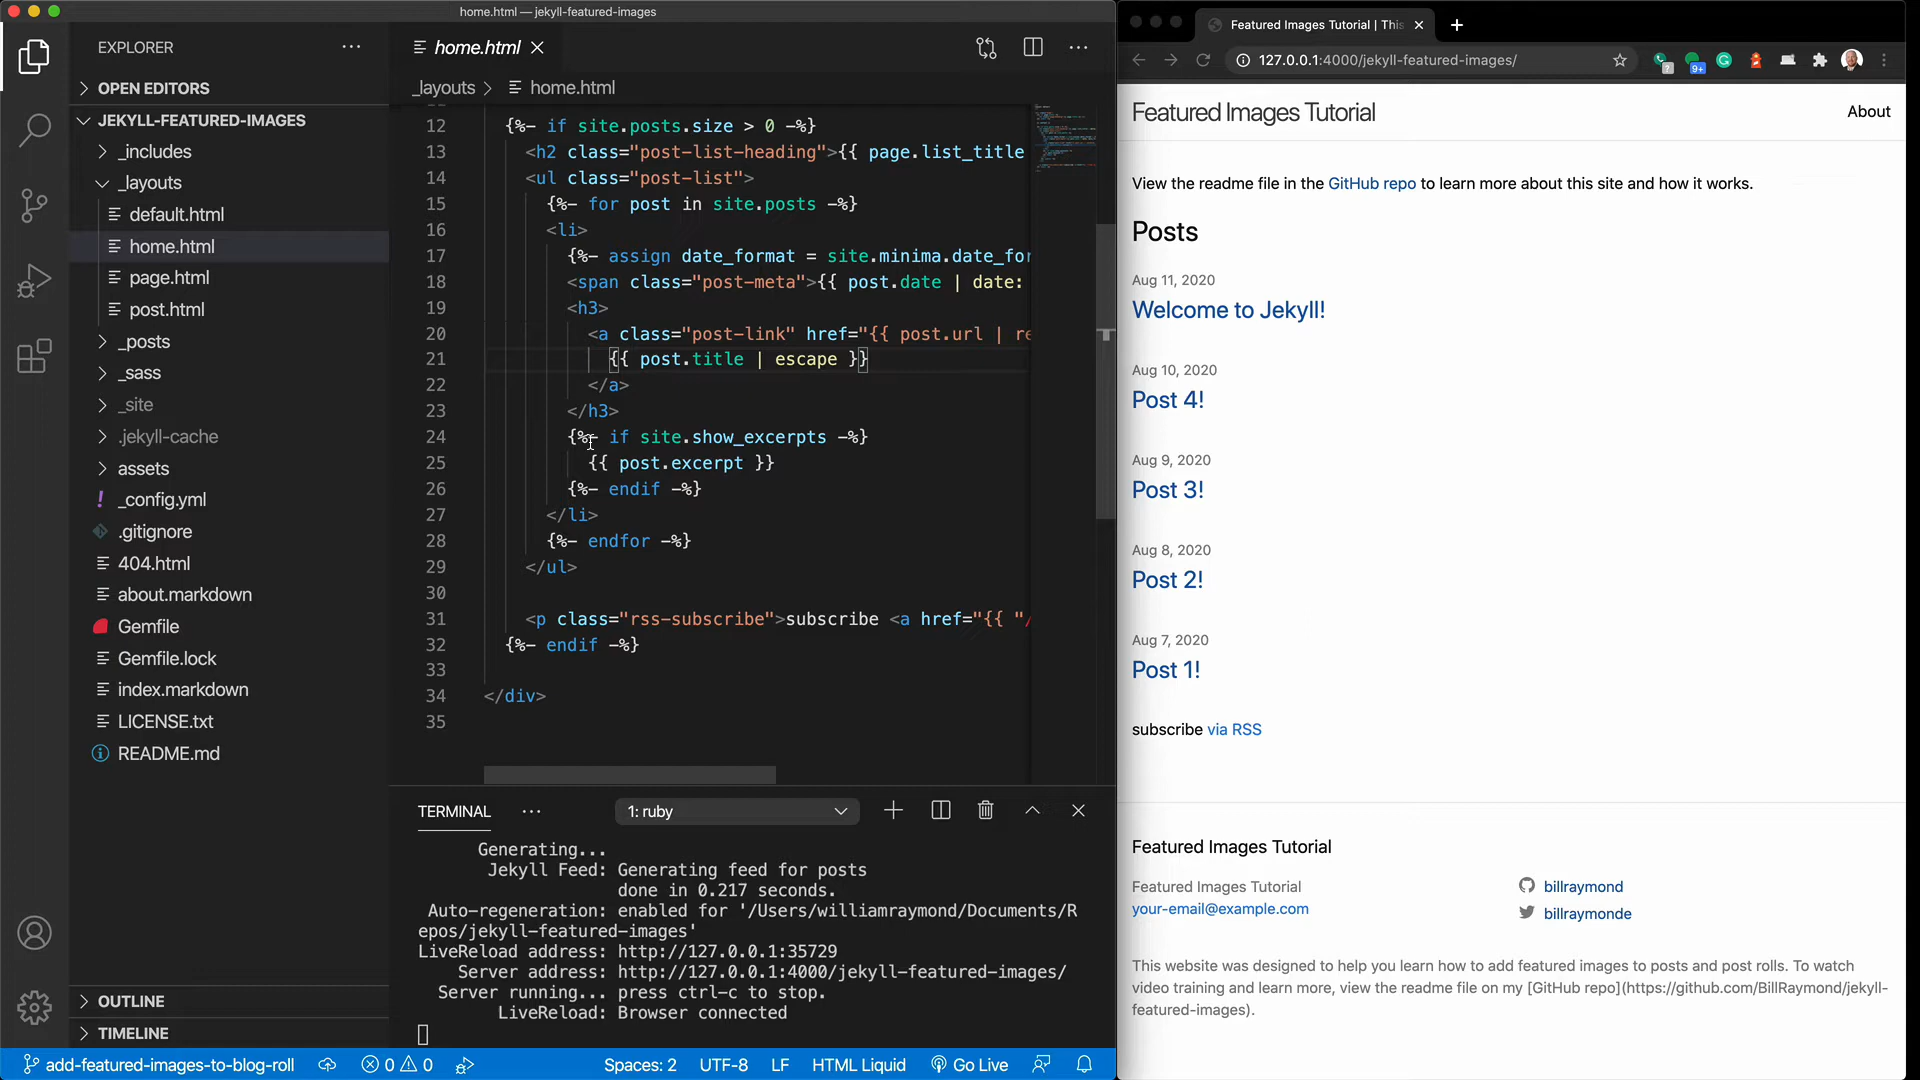 home.html — jekyll-featured-images
EXPLORER
OPEN EDITORS
JEKYLL-FEATURED-IMAGES
_includes
_layouts
default.html
home.html
page.html
post.html
_posts
_sass
_site
.jekyll-cache
assets
! _config.yml
.gitignore
404.html
about.markdown
Gemfile
Gemfile.lock
index.markdown
LICENSE.txt
README.md
OUTLINE
TIMELINE
home.html
_layouts > home.html
12 {%- if site.posts.size > 0 -%}
13 <h2 class="post-list-heading">{{ page.list_title
14 <ul class="post-list">
15 {%- for post in site.posts -%}
16 <li>
17 {%- assign date_format = site.minima.date_for
18 <span class="post-meta">{{ post.date | date:
19 <h3>
20 <a class="post-link" href="{{ post.url | re
21 {{ post.title | escape }}
22 </a>
23 </h3>
24 {%- if site.show_excerpts -%}
25 {{ post.excerpt }}
26 {%- endif -%}
27 </li>
28 {%- endfor -%}
29 </ul>
30
31 <p class="rss-subscribe">subscribe <a href="{{ "/
32 {%- endif -%}
33
34 </div>
35
TERMINAL
1: ruby
Generating...
Jekyll Feed: Generating feed for posts
done in 0.217 seconds.
Auto-regeneration: enabled for '/Users/williamraymond/Documents/R
epos/jekyll-featured-images'
LiveReload address: http://127.0.0.1:35729
Server address: http://127.0.0.1:4000/jekyll-featured-images/
Server running... press ctrl-c to stop.
LiveReload: Browser connected
add-featured-images-to-blog-roll 0 0 Spaces: 2 UTF-8 LF HTML Liquid Go Live
Featured Images Tutorial | This
127.0.0.1:4000/jekyll-featured-images/
? 9+
Featured Images Tutorial
About
View the readme file in the GitHub repo to learn more about this site and how it works.
Posts
Aug 11, 2020
Welcome to Jekyll!
Aug 10, 2020
Post 4!
Aug 9, 2020
Post 3!
Aug 8, 2020
Post 2!
Aug 7, 2020
Post 1!
subscribe via RSS
Featured Images Tutorial
Featured Images Tutorial
your-email@example.com
billraymond
billraymonde
This website was designed to help you learn how to add featured images to posts and post rolls. To watch
video training and learn more, view the readme file on my [GitHub repo](https://github.com/BillRaymond/jekyll-
featured-images).